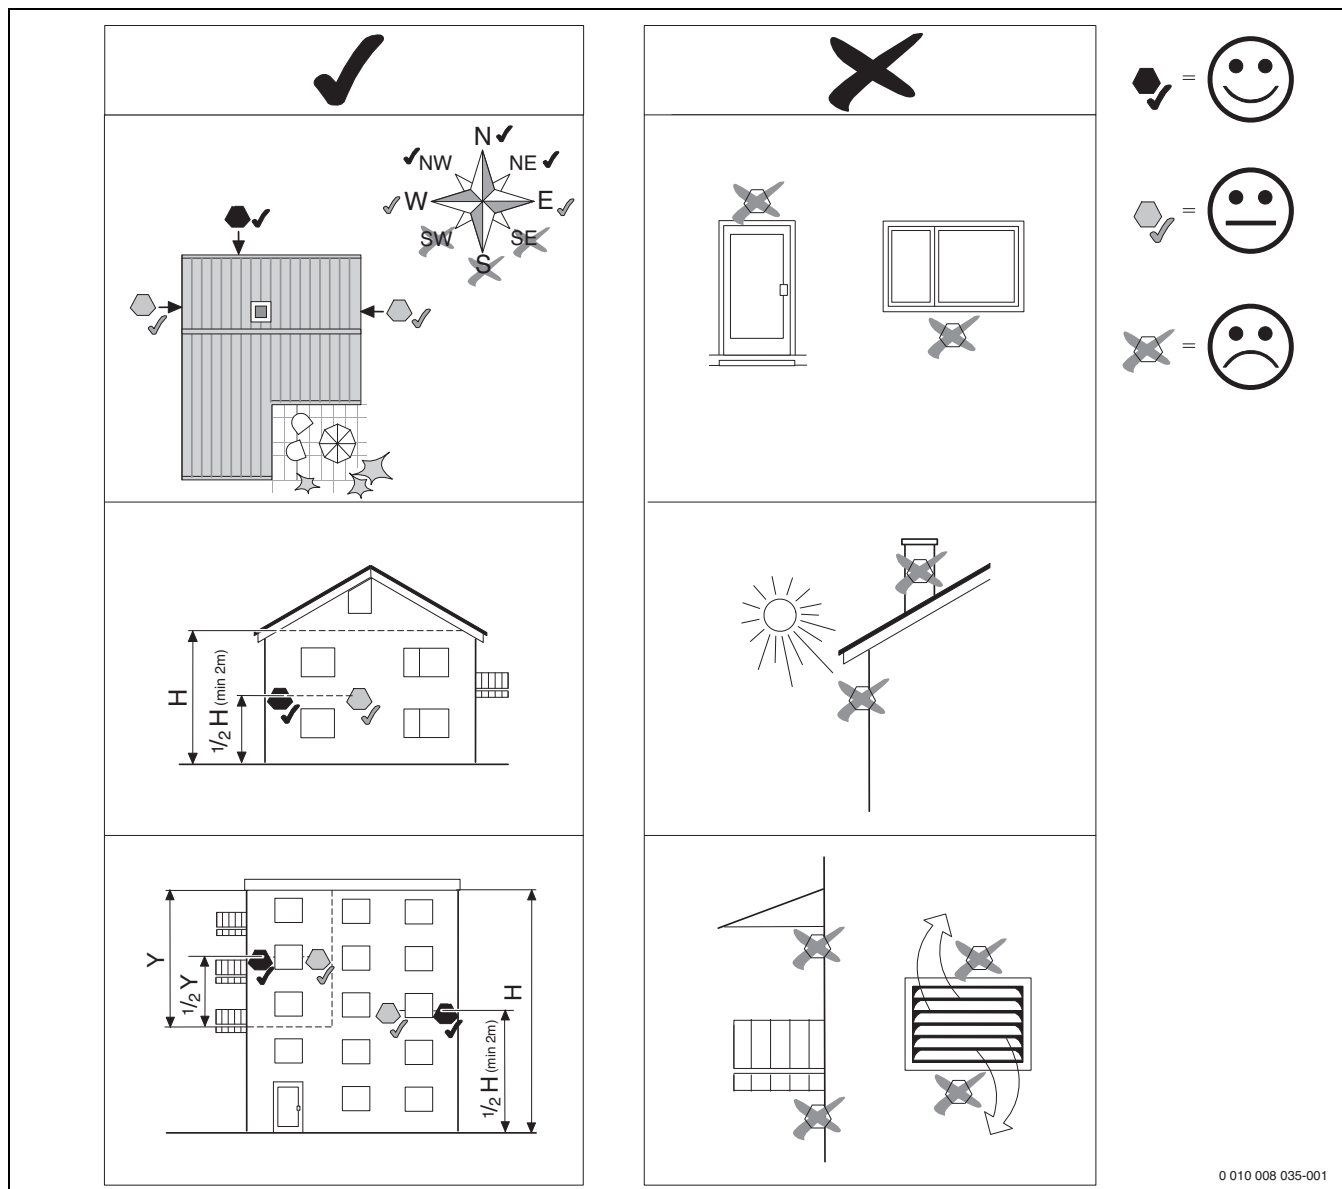 N
NW
NE
W
E
SW
SE
S
=
=
=
H
1/2 H (min 2m)
Y
1/2 Y
H
1/2 H (min 2m)
0 010 008 035-001